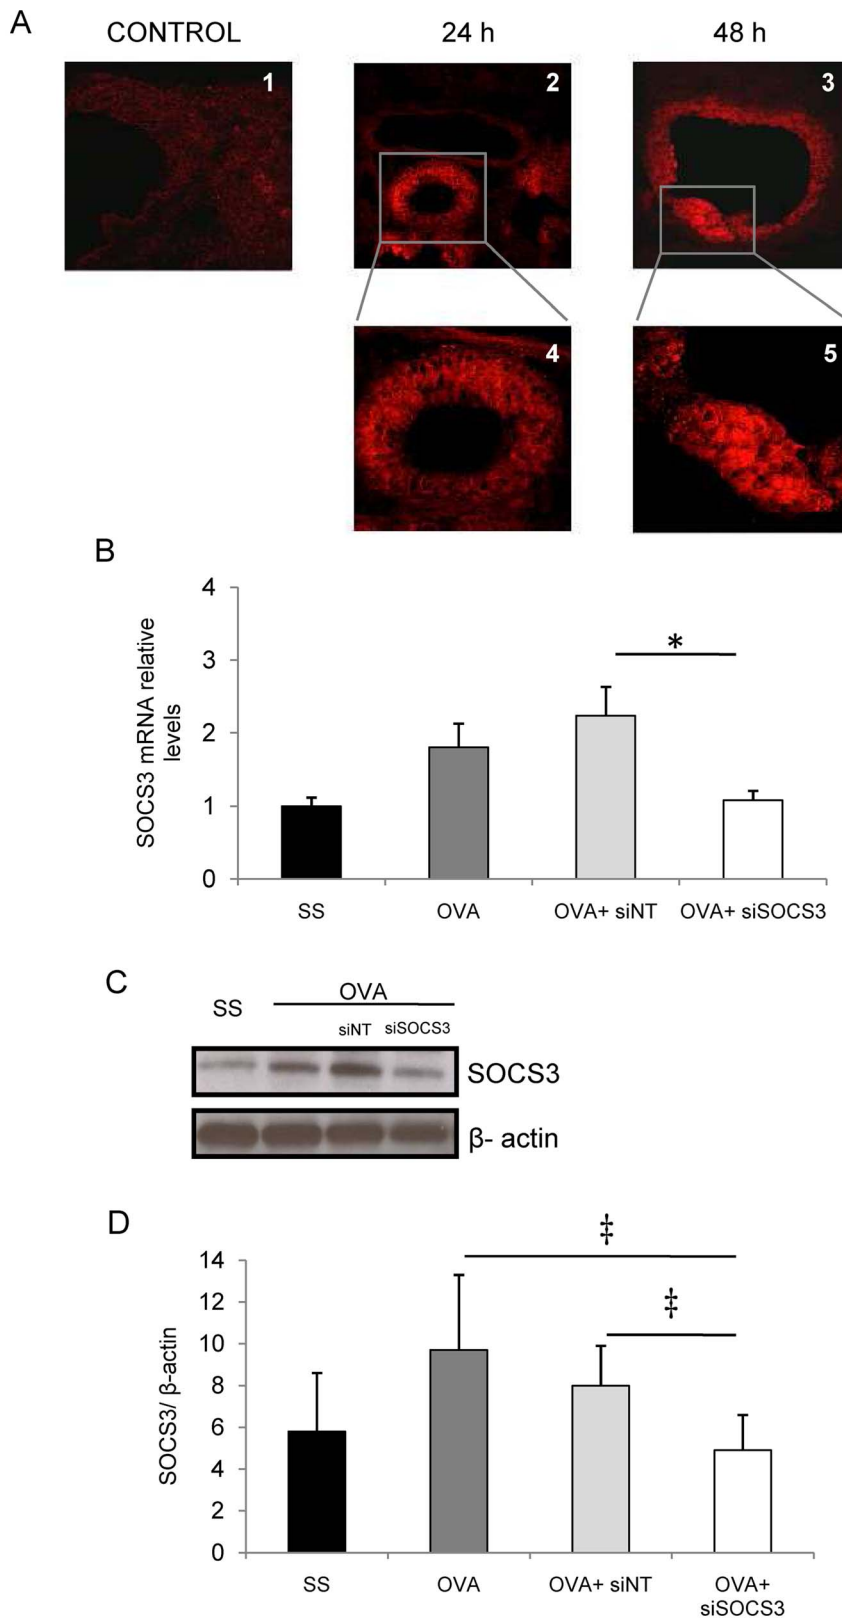 A
CONTROL 24 h 48 h
1 2 3
4 5
B
SOCS3 mRNA relative
levels
4
3
2
1
0
*
SS OVA OVA+ siNT OVA+ siSOCS3
C
SS OVA
siNT siSOCS3
SOCS3
β- actin
D
SOCS3/ β-actin
14
12
10
8
6
4
2
0
‡
‡
SS OVA OVA+ siNT OVA+
siSOCS3